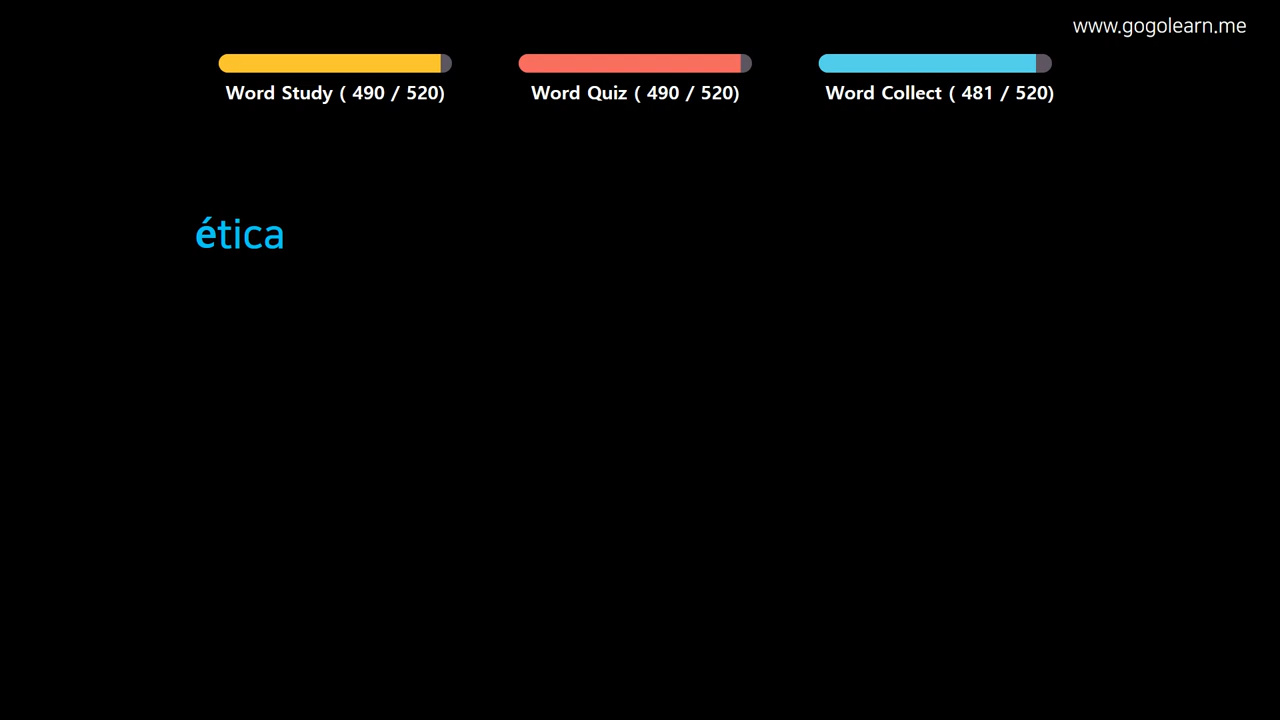 www.gogolearn.me
Word Study ( 490 / 520)
Word Quiz ( 490 / 520)
Word Collect ( 481 / 520)
ética